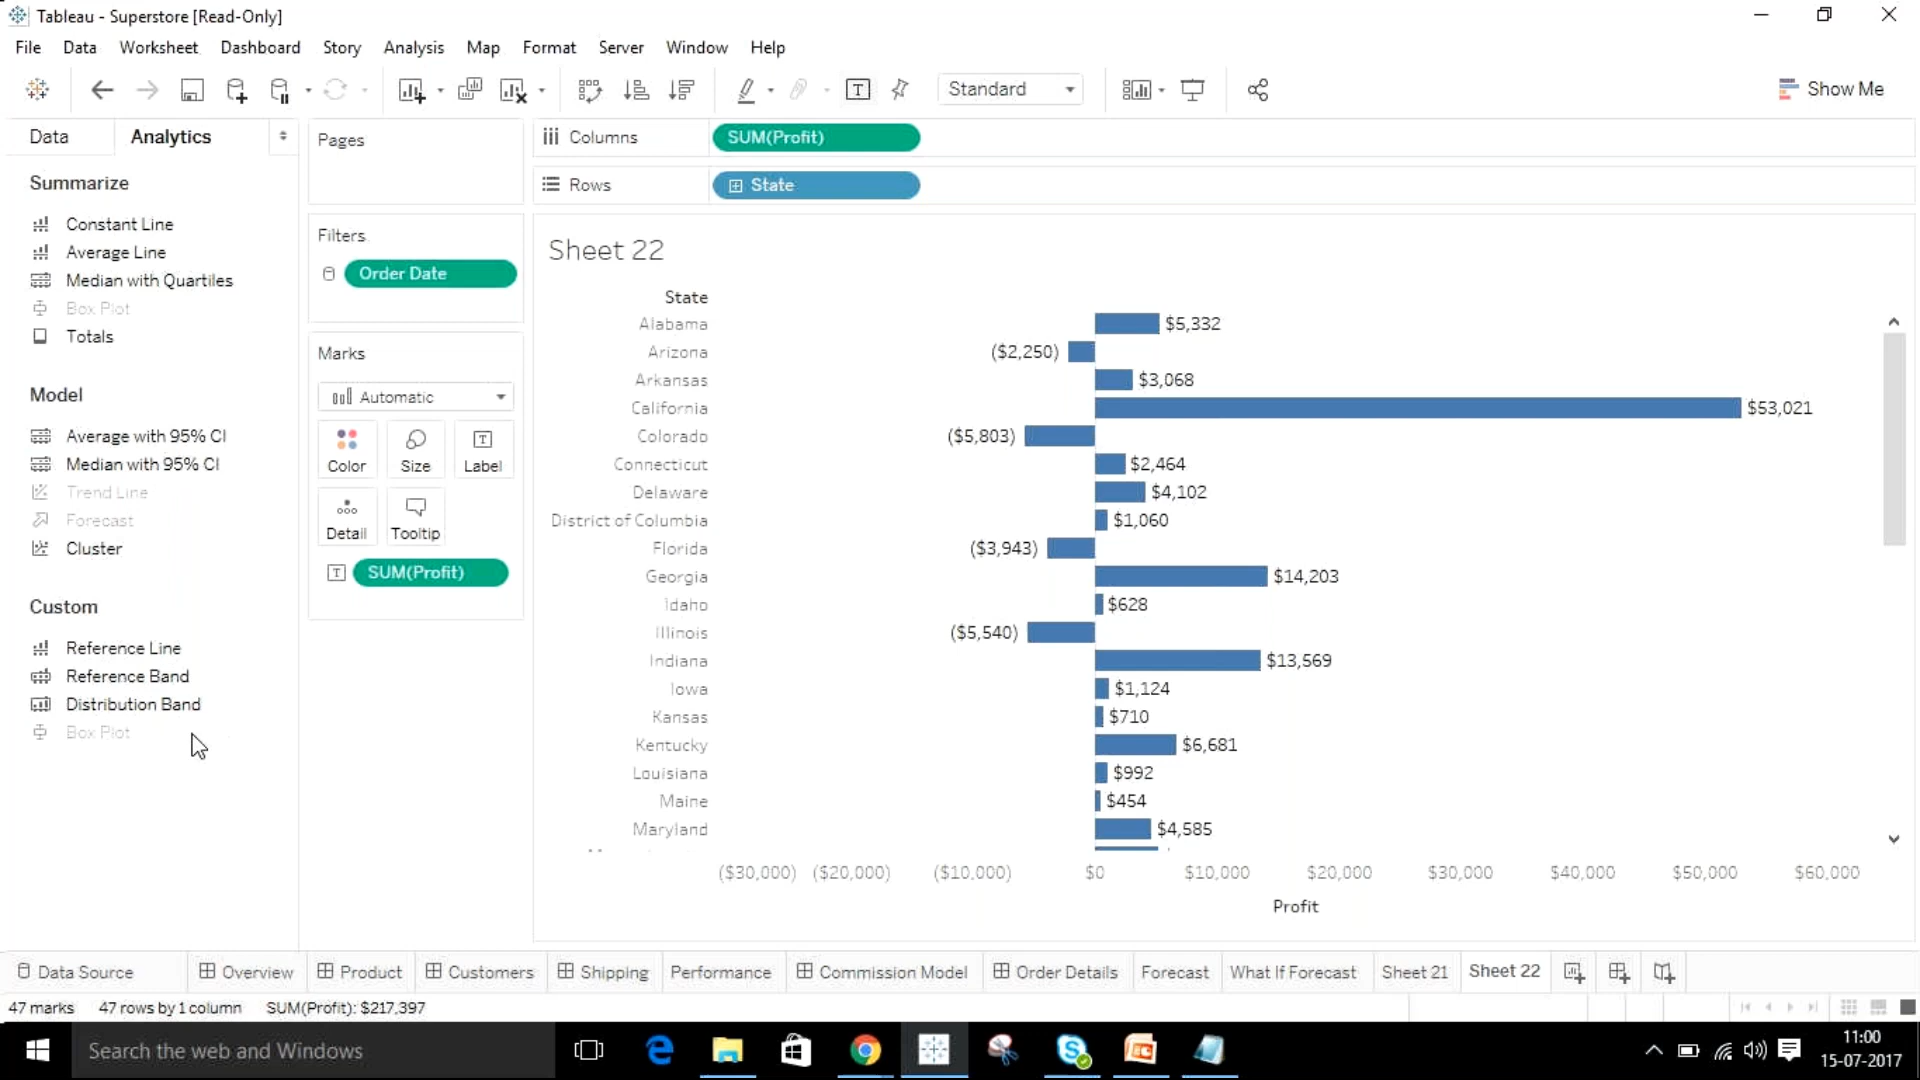 Tableau - Superstore [Read-Only]
File Data Worksheet Dashboard Story Analysis Map Format Server Window Help
Standard
Show Me
Data Analytics
Summarize
Constant Line
Average Line
Median with Quartiles
Box Plot
Totals
Model
Average with 95% CI
Median with 95% CI
Trend Line
Forecast
Cluster
Custom
Reference Line
Reference Band
Distribution Band
Box Plot
Pages
Filters
Order Date
Marks
Automatic
Color Size Label
Detail Tooltip
SUM(Profit)
Columns SUM(Profit)
Rows State
Sheet 22
State
Alabama $5,332
Arizona ($2,250)
Arkansas $3,068
California $53,021
Colorado ($5,803)
Connecticut $2,464
Delaware $4,102
District of Columbia $1,060
Florida ($3,943)
Georgia $14,203
Idaho $628
Illinois ($5,540)
Indiana $13,569
Iowa $1,124
Kansas $710
Kentucky $6,681
Louisiana $992
Maine $454
Maryland $4,585
($30,000) ($20,000) ($10,000) $0 $10,000 $20,000 $30,000 $40,000 $50,000 $60,000
Profit
Data Source Overview Product Customers Shipping Performance Commission Model Order Details Forecast What If Forecast Sheet 21 Sheet 22
47 marks 47 rows by 1 column SUM(Profit): $217,397
Search the web and Windows
11:00
15-07-2017